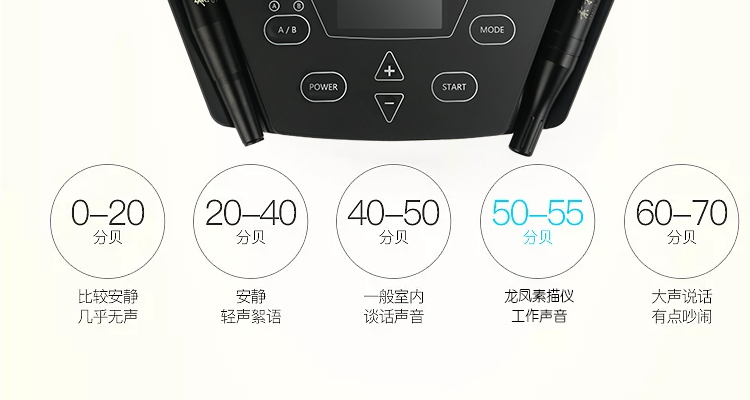 A B
A / B
MODE
POWER
+
START
−
0–20 20–40 40–50 50–55 60–70
分贝 分贝 分贝 分贝 分贝
比较安静 安静 一般室内 龙凤素描仪 大声说话
几乎无声 轻声絮语 谈话声音 工作声音 有点吵闹